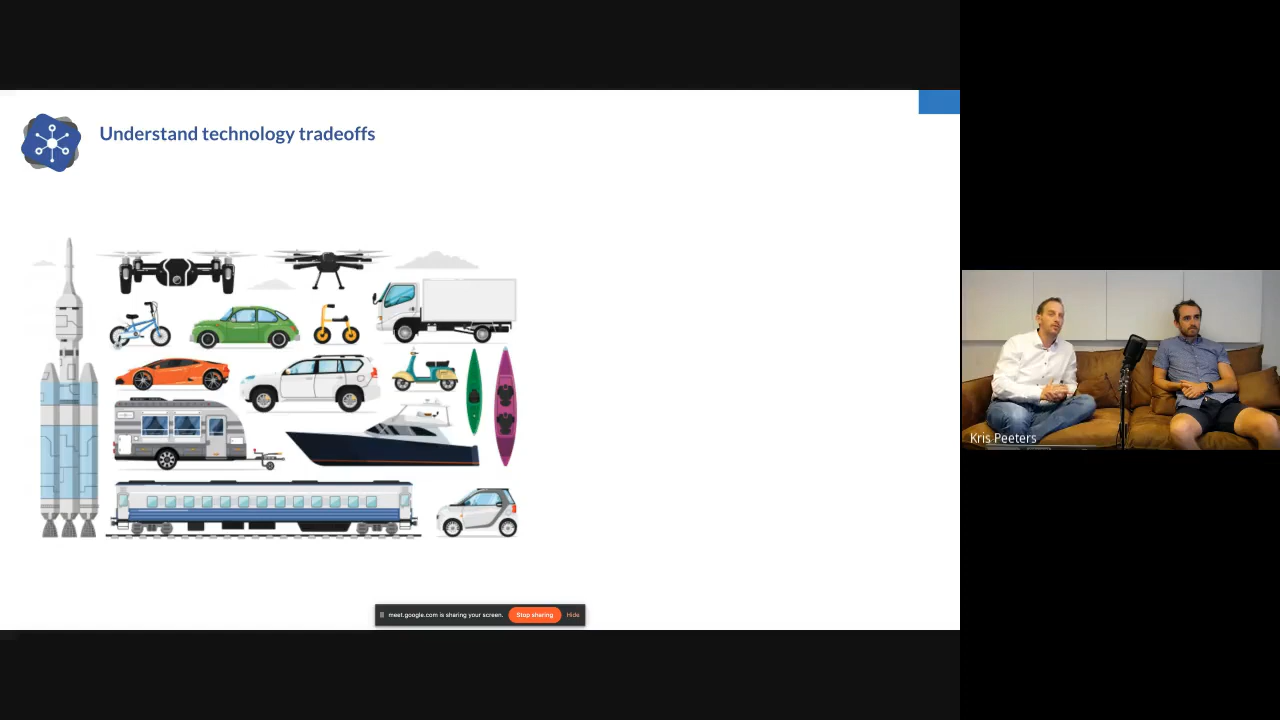 Understand technology tradeoffs
meet.google.com is sharing your screen.
Stop sharing
Hide
Kris Peeters